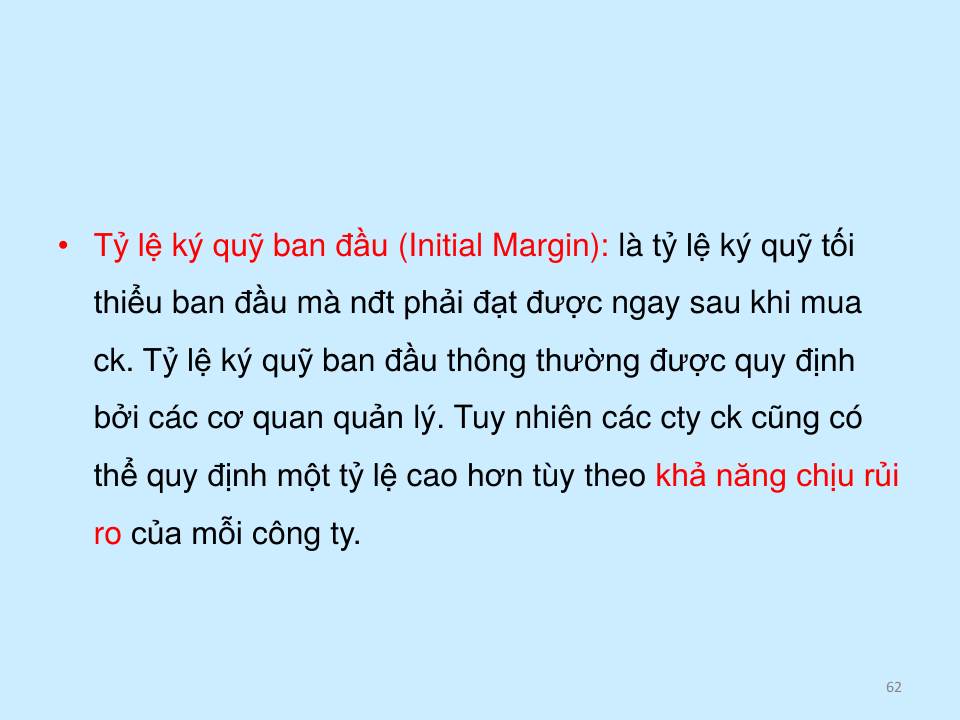 • Tỷ lệ ký quỹ ban đầu (Initial Margin): là tỷ lệ ký quỹ tối
thiểu ban đầu mà nđt phải đạt được ngay sau khi mua
ck. Tỷ lệ ký quỹ ban đầu thông thường được quy định
bởi các cơ quan quản lý. Tuy nhiên các cty ck cũng có
thể quy định một tỷ lệ cao hơn tùy theo khả năng chịu rủi
ro của mỗi công ty.
62